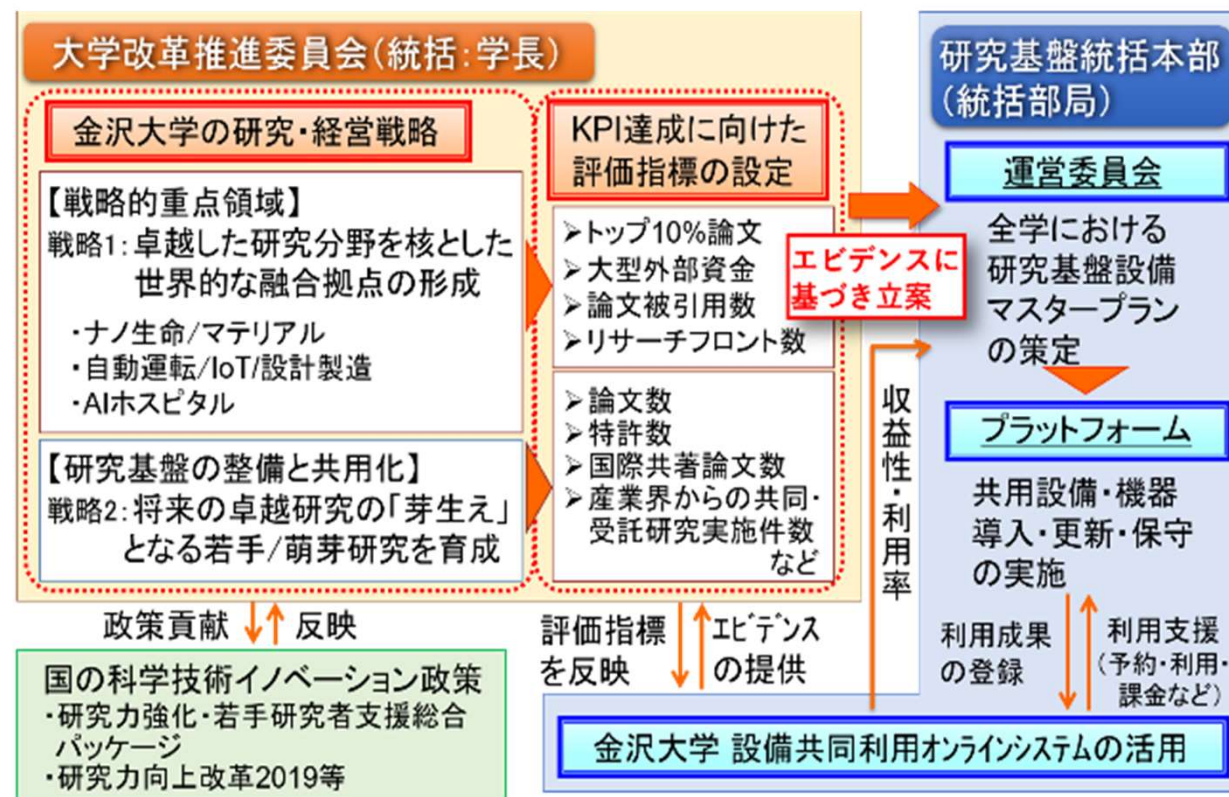 大学改革推進委員会(統括:学長)
金沢大学の研究・経営戦略
【戦略的重点領域】
戦略1:卓越した研究分野を核とした
世界的な融合拠点の形成
・ナノ生命/マテリアル
・自動運転/IoT/設計製造
・AIホスピタル
【研究基盤の整備と共用化】
戦略2:将来の卓越研究の「芽生え」
となる若手/萌芽研究を育成
KPI達成に向けた
評価指標の設定
➢トップ10%論文
➢大型外部資金
➢論文被引用数
➢リサーチフロント数
➢論文数
➢特許数
➢国際共著論文数
➢産業界からの共同・
受託研究実施件数
など
エビデンスに
基づき立案
研究基盤統括本部
(統括部局)
運営委員会
全学における
研究基盤設備
マスタープラン
の策定
プラットフォーム
共用設備・機器
導入・更新・保守
の実施
収益性・利用率
政策貢献
反映
評価指標
を反映
エビデンス
の提供
利用成果
の登録
利用支援
(予約・利用・
課金など)
国の科学技術イノベーション政策
・研究力強化・若手研究者支援総合
パッケージ
・研究力向上改革2019等
金沢大学 設備共同利用オンラインシステムの活用